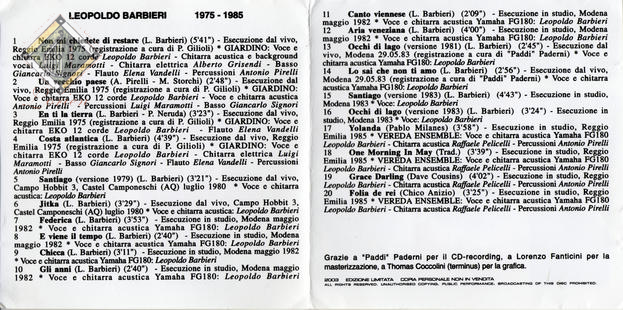 LEOPOLDO BARBIERI 1975 - 1985
1 Non mi chiedete di restare (L. Barbieri) (5'41") - Esecuzione dal vivo,
Reggio Emilia 1975 (registrazione a cura di P. Gilioli) * GIARDINO: Voce e
chitarra EKO 12 corde Leopoldo Barbieri - Chitarra acustica e background
vocal Luigi Maramotti - Chitarra elettrica Alberto Grisendi - Basso
Giancarlo Signori - Flauto Elena Vandelli - Percussioni Antonio Pirelli
2 Un vecchio paese (A. Pirelli - M. Storchi) (2'48") - Esecuzione dal
vivo, Reggio Emilia 1975 (registrazione a cura di P. Gilioli) * GIARDINO:
Voce e chitarra EKO 12 corde Leopoldo Barbieri - Voce e chitarra acustica
Antonio Pirelli - Percussioni Luigi Maramotti - Basso Giancarlo Signori
3 En ti la tierra (L. Barbieri - P. Neruda) (3'23") - Esecuzione dal vivo,
Reggio Emilia 1975 (registrazione a cura di P. Gilioli) * GIARDINO: Voce e
chitarra EKO 12 corde Leopoldo Barbieri - Flauto Elena Vandelli
4 Costa atlantica (L. Barbieri) (4'39") - Esecuzione dal vivo, Reggio
Emilia 1975 (registrazione a cura di P. Gilioli) * GIARDINO: Voce e
chitarra EKO 12 corde Leopoldo Barbieri - Chitarra elettrica Luigi
Maramotti - Basso Giancarlo Signori - Flauto Elena Vandelli - Percussioni
Antonio Pirelli
5 Santiago (versione 1979) (L. Barbieri) (3'21") - Esecuzione dal vivo,
Campo Hobbit 3, Castel Camponeschi (AQ) luglio 1980 * Voce e chitarra
acustica: Leopoldo Barbieri
6 Jilka (L. Barbieri) (3'29") - Esecuzione dal vivo, Campo Hobbit 3,
Castel Camponeschi (AQ) luglio 1980 * Voce e chitarra acustica: Leopoldo Barbieri
7 Federica (L. Barbieri) (3'53") - Esecuzione in studio, Modena maggio
1982 * Voce e chitarra acustica Yamaha FG180: Leopoldo Barbieri
8 E viene il tempo (L. Barbieri) (2'40") - Esecuzione in studio, Modena
maggio 1982 * Voce e chitarra acustica Yamaha FG180: Leopoldo Barbieri
9 Chicca (L. Barbieri) (3'11") - Esecuzione in studio, Modena maggio 1982
* Voce e chitarra acustica Yamaha FG180: Leopoldo Barbieri
10 Gli anni (L. Barbieri) (2'40") - Esecuzione in studio, Modena maggio
1982 * Voce e chitarra acustica Yamaha FG180: Leopoldo Barbieri
11 Canto viennese (L. Barbieri) (2'09") - Esecuzione in studio, Modena
maggio 1982 * Voce e chitarra acustica Yamaha FG180: Leopoldo Barbieri
12 Aria veneziana (L. Barbieri) (4'00") - Esecuzione in studio, Modena
maggio 1982 * Voce e chitarra acustica Yamaha FG180: Leopoldo Barbieri
13 Occhi di lago (versione 1981) (L. Barbieri) (2'45") - Esecuzione dal
vivo, Modena 29.05.83 (registrazione a cura di "Paddi" Paderni) * Voce e
chitarra acustica Yamaha FG180: Leopoldo Barbieri
14 Lo sai che non ti amo (L. Barbieri) (2'56") - Esecuzione dal vivo,
Modena 29.05.83 (registrazione a cura di "Paddi" Paderni) * Voce e chitarra
acustica Yamaha FG180: Leopoldo Barbieri
15 Santiago (versione 1983) (L. Barbieri) (4'43") - Esecuzione in studio,
Modena 1983 * Voce: Leopoldo Barbieri
16 Occhi di lago (versione 1983) (L. Barbieri) (3'24") - Esecuzione in
studio, Modena 1983 * Voce: Leopoldo Barbieri
17 Yolanda (Pablo Milanes) (3'58") - Esecuzione in studio, Reggio
Emilia 1985 * VEREDA ENSEMBLE: Voce e chitarra acustica Yamaha FG180
Leopoldo Barbieri - Chitarra acustica Raffaele Pelicelli - Percussioni Antonio Pirelli
18 One Morning In May (Trad.) (3'39") - Esecuzione in studio, Reggio
Emilia 1985 * VEREDA ENSEMBLE: Voce e chitarra acustica Yamaha FG180
Leopoldo Barbieri - Chitarra acustica Raffaele Pelicelli - Percussioni Antonio Pirelli
19 Grace Darling (Dave Cousins) (4'02") - Esecuzione in studio, Reggio
Emilia 1985 * VEREDA ENSEMBLE: Voce e chitarra acustica Yamaha FG180
Leopoldo Barbieri - Chitarra acustica Raffaele Pelicelli - Percussioni Antonio Pirelli
20 Folia de rei (Chico Anizio) (3'25") - Esecuzione in studio, Reggio
Emilia 1985 * VEREDA ENSEMBLE: Voce e chitarra acustica Yamaha FG180
Leopoldo Barbieri - Chitarra acustica Raffaele Pelicelli - Percussioni Antonio Pirelli
Grazie a "Paddi" Paderni per il CD-recording, a Lorenzo Fanticini per la
masterizzazione, a Thomas Coccolini (terminus) per la grafica.
2003 EDIZIONE LIMITATA COPIA PERSONALE NON IN VENDITA
ALL RIGHTS RESERVED. UNAUTHORISED COPYING, PUBLIC PERFORMANCE, BROADCASTING OF THIS DISC PROHIBITED.